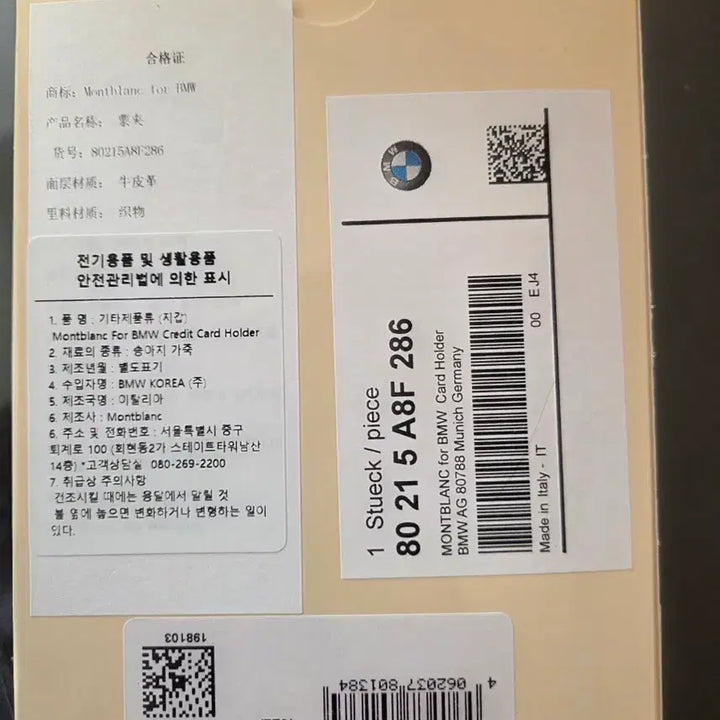 合格证
商标: Montblanc for BMW
产品名称: 票夹
货号: 80215A8F286
面层材质: 牛皮革
里料材质: 织物
전기용품 및 생활용품
안전관리법에 의한 표시
1. 품 명 : 기타제품류 (지갑)
Montblanc For BMW Credit Card Holder
2. 재료의 종류 : 송아지 가죽
3. 제조년월 : 별도표기
4. 수입자명 : BMW KOREA (주)
5. 제조국명 : 이탈리아
6. 제조사 : Montblanc
6. 주소 및 전화번호 : 서울특별시 중구
퇴계로 100 (회현동2가 스테이트타워남산
14층) *고객상담실 080-269-2200
7. 취급상 주의사항
건조시킬 때에는 응달에서 말릴 것
불 옆에 놓으면 변화하거나 변형하는 일이
있다.
BMW
1 Stueck / piece
80 21 5 A8F 286
MONTBLANC for BMW Card Holder
BMW AG 80788 Munich Germany
00 EJ4
Made in Italy - IT
198103
4 062037 801384